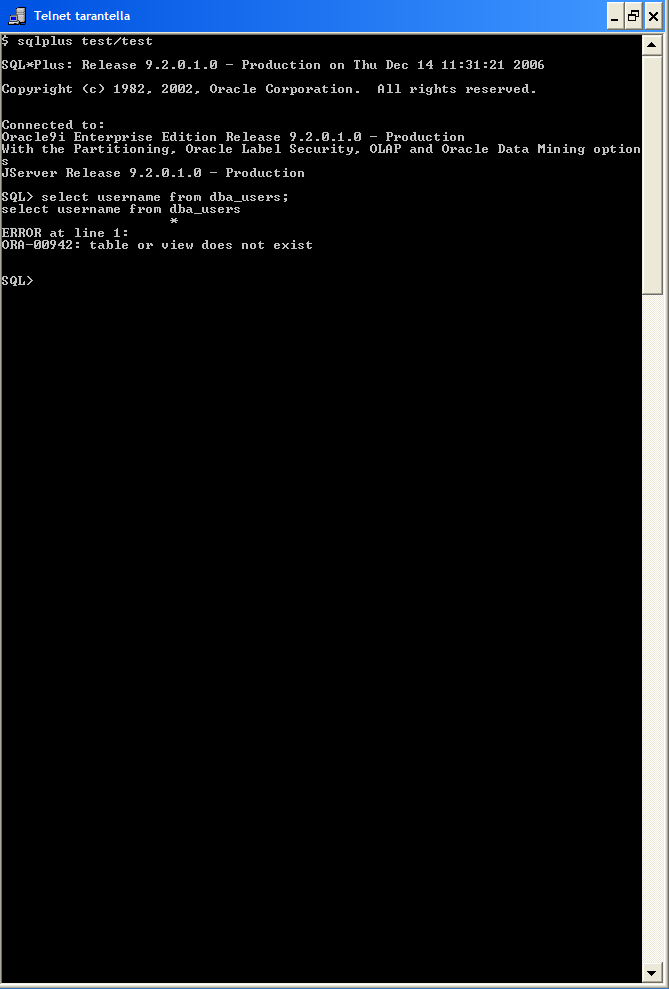 Telnet tarantella
$ sqlplus test/test
SQL*Plus: Release 9.2.0.1.0 - Production on Thu Dec 14 11:31:21 2006
Copyright (c) 1982, 2002, Oracle Corporation.  All rights reserved.
Connected to:
Oracle9i Enterprise Edition Release 9.2.0.1.0 - Production
With the Partitioning, Oracle Label Security, OLAP and Oracle Data Mining option
s
JServer Release 9.2.0.1.0 - Production
SQL> select username from dba_users;
select username from dba_users
                     *
ERROR at line 1:
ORA-00942: table or view does not exist
SQL>